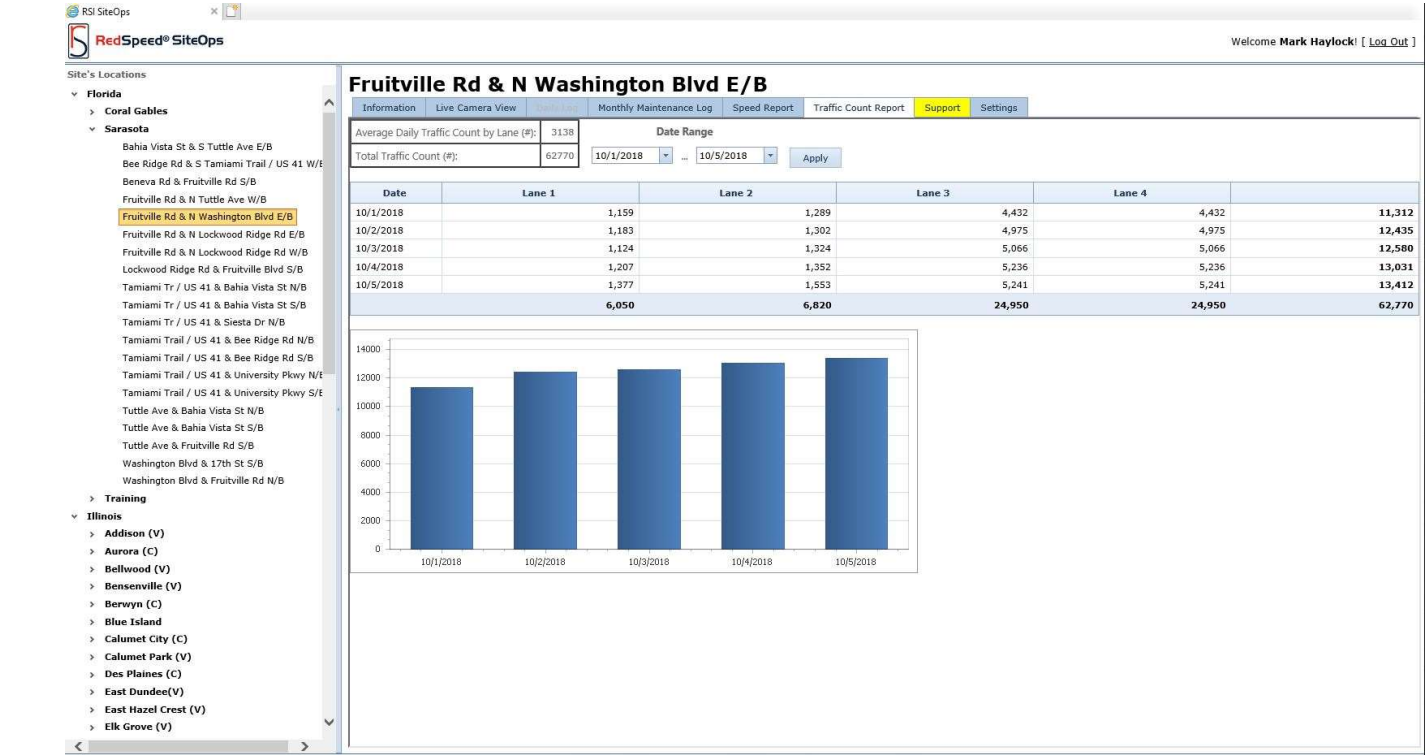 RSI SiteOps
RedSpeed® SiteOps
Welcome Mark Haylock! [ Log Out ]
Site's Locations
Florida
Coral Gables
Sarasota
Bahia Vista St & S Tuttle Ave E/B
Bee Ridge Rd & S Tamiami Trail / US 41 W/E
Beneva Rd & Fruitville Rd S/B
Fruitville Rd & N Tuttle Ave W/B
Fruitville Rd & N Washington Blvd E/B
Fruitville Rd & N Lockwood Ridge Rd E/B
Fruitville Rd & N Lockwood Ridge Rd W/B
Lockwood Ridge Rd & Fruitville Blvd S/B
Tamiami Tr / US 41 & Bahia Vista St N/B
Tamiami Tr / US 41 & Bahia Vista St S/B
Tamiami Tr / US 41 & Siesta Dr N/B
Tamiami Trail / US 41 & Bee Ridge Rd N/B
Tamiami Trail / US 41 & Bee Ridge Rd S/B
Tamiami Trail / US 41 & University Pkwy N/E
Tamiami Trail / US 41 & University Pkwy S/E
Tuttle Ave & Bahia Vista St N/B
Tuttle Ave & Bahia Vista St S/B
Tuttle Ave & Fruitville Rd S/B
Washington Blvd & 17th St S/B
Washington Blvd & Fruitville Rd N/B
Training
Illinois
Addison (V)
Aurora (C)
Bellwood (V)
Bensenville (V)
Berwyn (C)
Blue Island
Calumet City (C)
Calumet Park (V)
Des Plaines (C)
East Dundee(V)
East Hazel Crest (V)
Elk Grove (V)
Fruitville Rd & N Washington Blvd E/B
Information Live Camera View Daily Log Monthly Maintenance Log Speed Report Traffic Count Report Support Settings
Average Daily Traffic Count by Lane (#): 3138 Date Range
Total Traffic Count (#): 62770 10/1/2018 ... 10/5/2018 Apply
Date Lane 1 Lane 2 Lane 3 Lane 4
10/1/2018 1,159 1,289 4,432 4,432 11,312
10/2/2018 1,183 1,302 4,975 4,975 12,435
10/3/2018 1,124 1,324 5,066 5,066 12,580
10/4/2018 1,207 1,352 5,236 5,236 13,031
10/5/2018 1,377 1,553 5,241 5,241 13,412
6,050 6,820 24,950 24,950 62,770
14000
12000
10000
8000
6000
4000
2000
0
10/1/2018 10/2/2018 10/3/2018 10/4/2018 10/5/2018